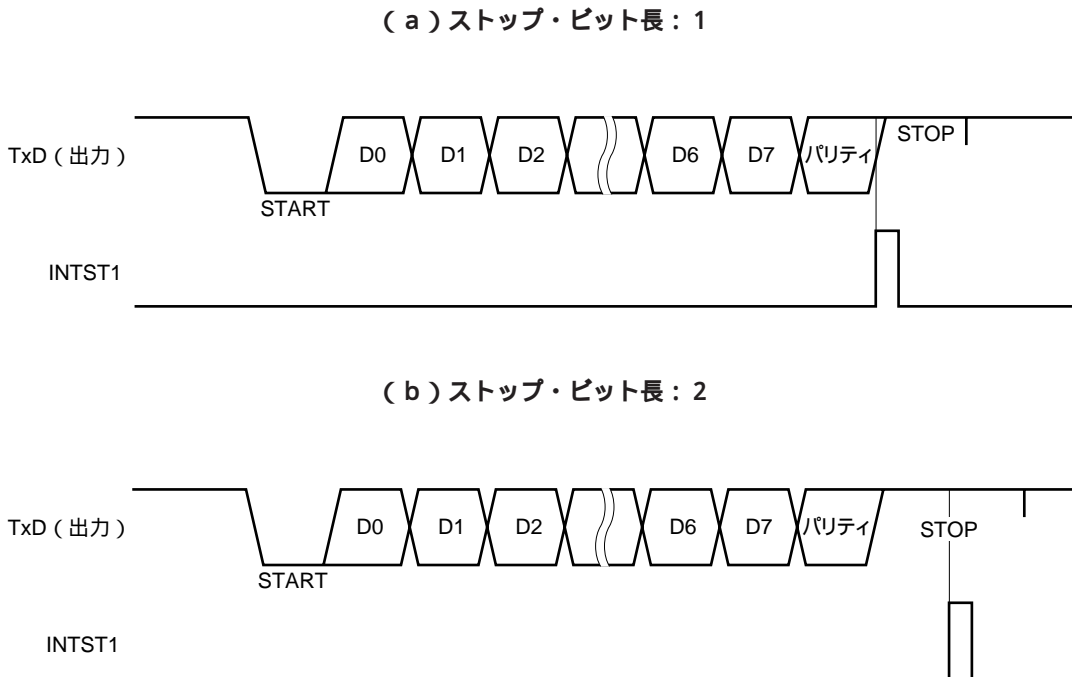 ( a ) ストップ・ビット長 : 1
TxD ( 出力 )
D0 D1 D2 D6 D7 パリティ STOP
START
INTST1
( b ) ストップ・ビット長 : 2
TxD ( 出力 )
D0 D1 D2 D6 D7 パリティ STOP
START
INTST1